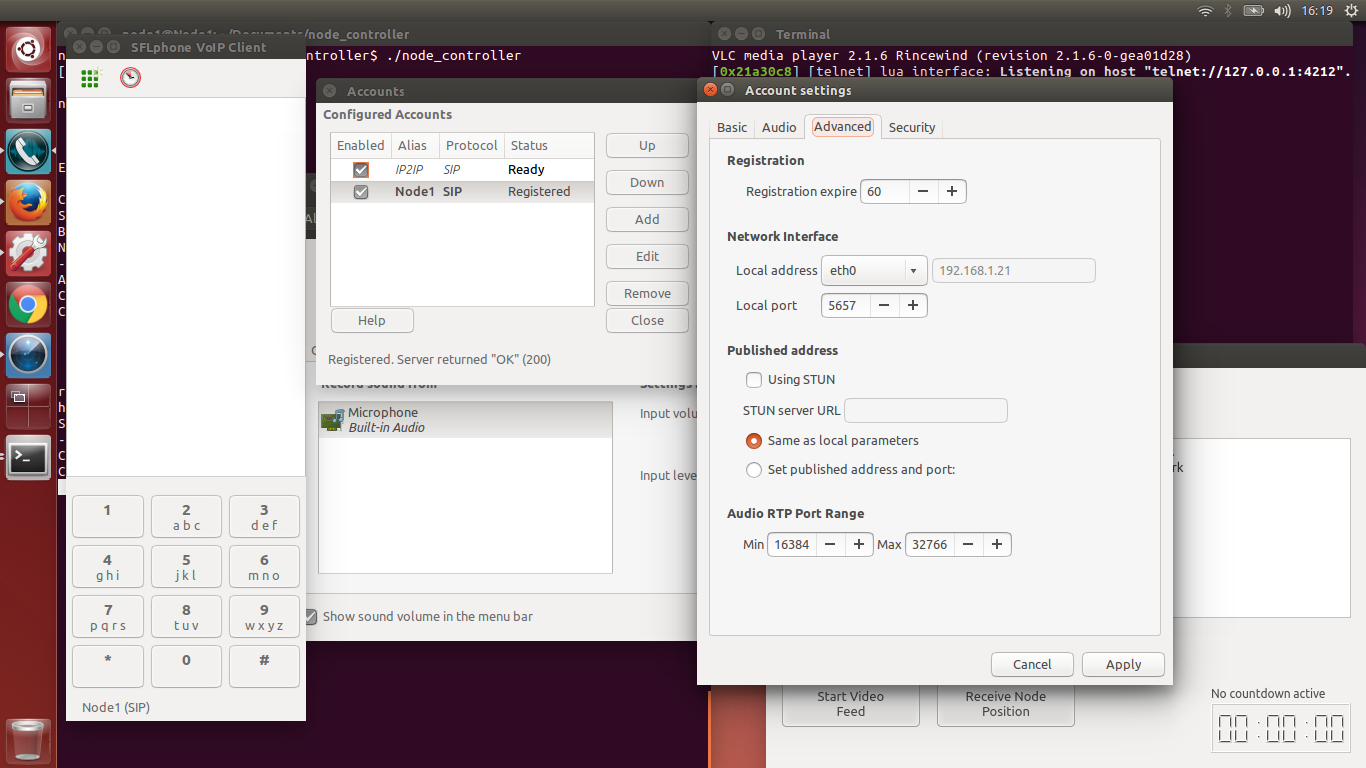 16:19
node1@Node1: ~/Documents/node_controller
SFLphone VoIP Client
ontroller$ ./node_controller
Terminal
VLC media player 2.1.6 Rincewind (revision 2.1.6-0-gea01d28)
[0x21a30c8] [telnet] lua interface: Listening on host "telnet://127.0.0.1:4212".
Accounts
Configured Accounts
Enabled Alias Protocol Status
IP2IP SIP Ready
Node1 SIP Registered
Up
Down
Add
Edit
Remove
Help
Close
Registered. Server returned "OK" (200)
Account settings
Basic Audio Advanced Security
Registration
Registration expire 60
Network Interface
Local address eth0 192.168.1.21
Local port 5657
Published address
Using STUN
STUN server URL
Same as local parameters
Set published address and port:
Audio RTP Port Range
Min 16384 Max 32766
Cancel Apply
Record sound from
Settings
Microphone
Built-in Audio
Input volu
Input leve
Show sound volume in the menu bar
1 2 3
abc def
4 5 6
ghi jkl mno
7 8 9
pqrs tuv wxyz
* 0 #
Node1 (SIP)
Start Video
Feed
Receive Node
Position
No countdown active
00:00:00